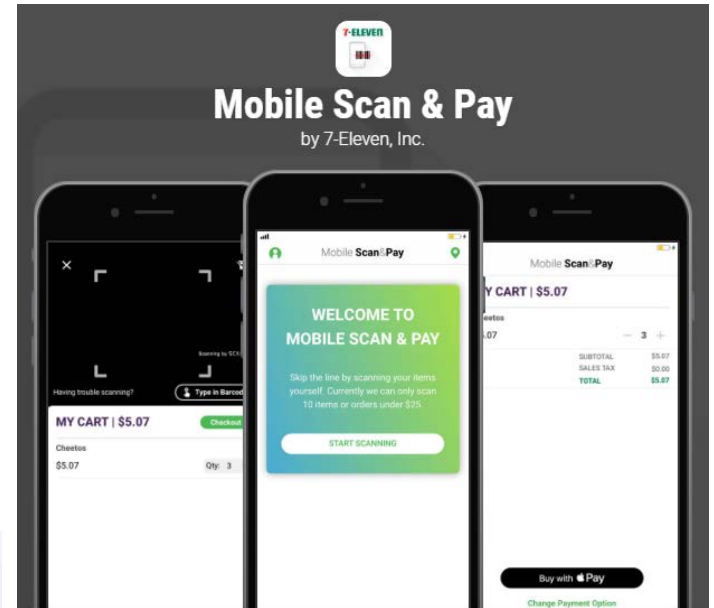 7-ELEVEN
Mobile Scan & Pay
by 7-Eleven, Inc.
Having trouble scanning?
Type in Barcod
MY CART | $5.07
Checkout
Cheetos
$5.07
Qty: 3
Mobile Scan&Pay
WELCOME TO
MOBILE SCAN & PAY
Skip the line by scanning your items
yourself. Currently we can only scan
10 items or orders under $25.
START SCANNING
Mobile Scan&Pay
Y CART | $5.07
eetos
.07
3
SUBTOTAL $5.07
SALES TAX $0.00
TOTAL $5.07
Buy with Pay
Change Payment Option